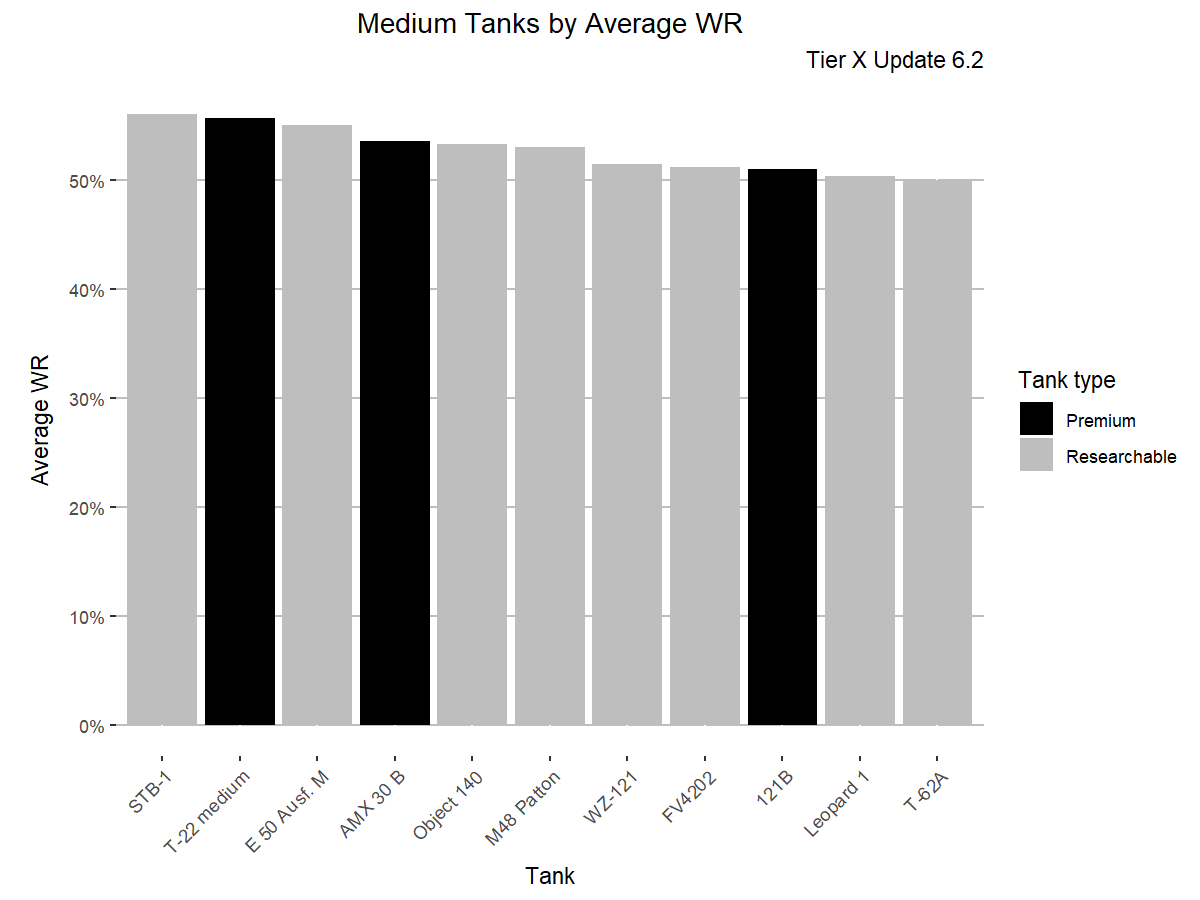 Medium Tanks by Average WR
Tier X Update 6.2
Average WR
50%
40%
30%
20%
10%
0%
STB-1
T-22 medium
E 50 Ausf. M
AMX 30 B
Object 140
M48 Patton
WZ-121
FV4202
121B
Leopard 1
T-62A
Tank
Tank type
Premium
Researchable